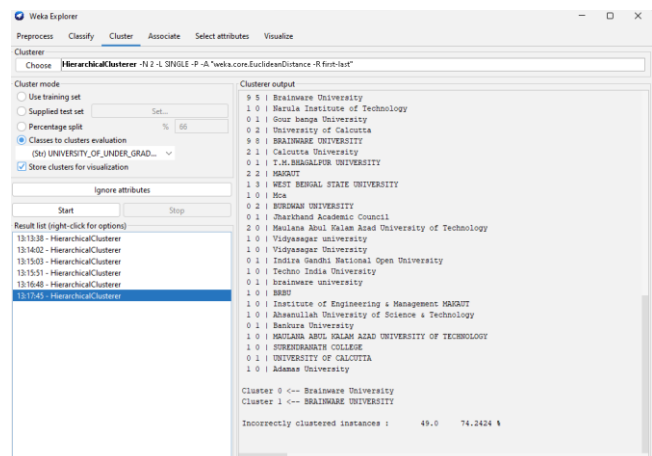 Weka Explorer
Preprocess Classify Cluster Associate Select attributes Visualize
Clusterer
Choose HierarchicalClusterer -N 2 -L SINGLE -P -A "weka.core.EuclideanDistance -R first-last"
Cluster mode
Use training set
Supplied test set Set...
Percentage split % 66
Classes to clusters evaluation
(Str) UNIVERSITY_OF_UNDER_GRAD...
Store clusters for visualization
Ignore attributes
Start Stop
Result list (right-click for options)
13:13:38 - HierarchicalClusterer
13:14:02 - HierarchicalClusterer
13:15:03 - HierarchicalClusterer
13:15:51 - HierarchicalClusterer
13:16:48 - HierarchicalClusterer
13:17:45 - HierarchicalClusterer
Clusterer output
9 5 | Brainware University
1 0 | Narula Institute of Technology
0 1 | Gour banga University
0 2 | University of Calcutta
9 8 | BRAINWARE UNIVERSITY
2 1 | Calcutta University
0 1 | T.M.BHAGALPUR UNIVERSITY
2 2 | MAKAUT
1 3 | WEST BENGAL STATE UNIVERSITY
1 0 | Mca
0 2 | BURDWAN UNIVERSITY
0 1 | Jharkhand Academic Council
2 0 | Maulana Abul Kalam Azad University of Technology
1 0 | Vidyasagar university
1 0 | Vidyasagar University
0 1 | Indira Gandhi National Open University
1 0 | Techno India University
0 1 | brainware university
1 0 | BRBU
1 0 | Institute of Engineering & Management MAKAUT
1 0 | Ahsanullah University of Science & Technology
0 1 | Bankura University
1 0 | MAULANA ABUL KALAM AZAD UNIVERSITY OF TECHNOLOGY
1 0 | SURENDRANATH COLLEGE
0 1 | UNIVERSITY OF CALCUTTA
1 0 | Adamas University
Cluster 0 <-- Brainware University
Cluster 1 <-- BRAINWARE UNIVERSITY
Incorrectly clustered instances : 49.0 74.2424 %